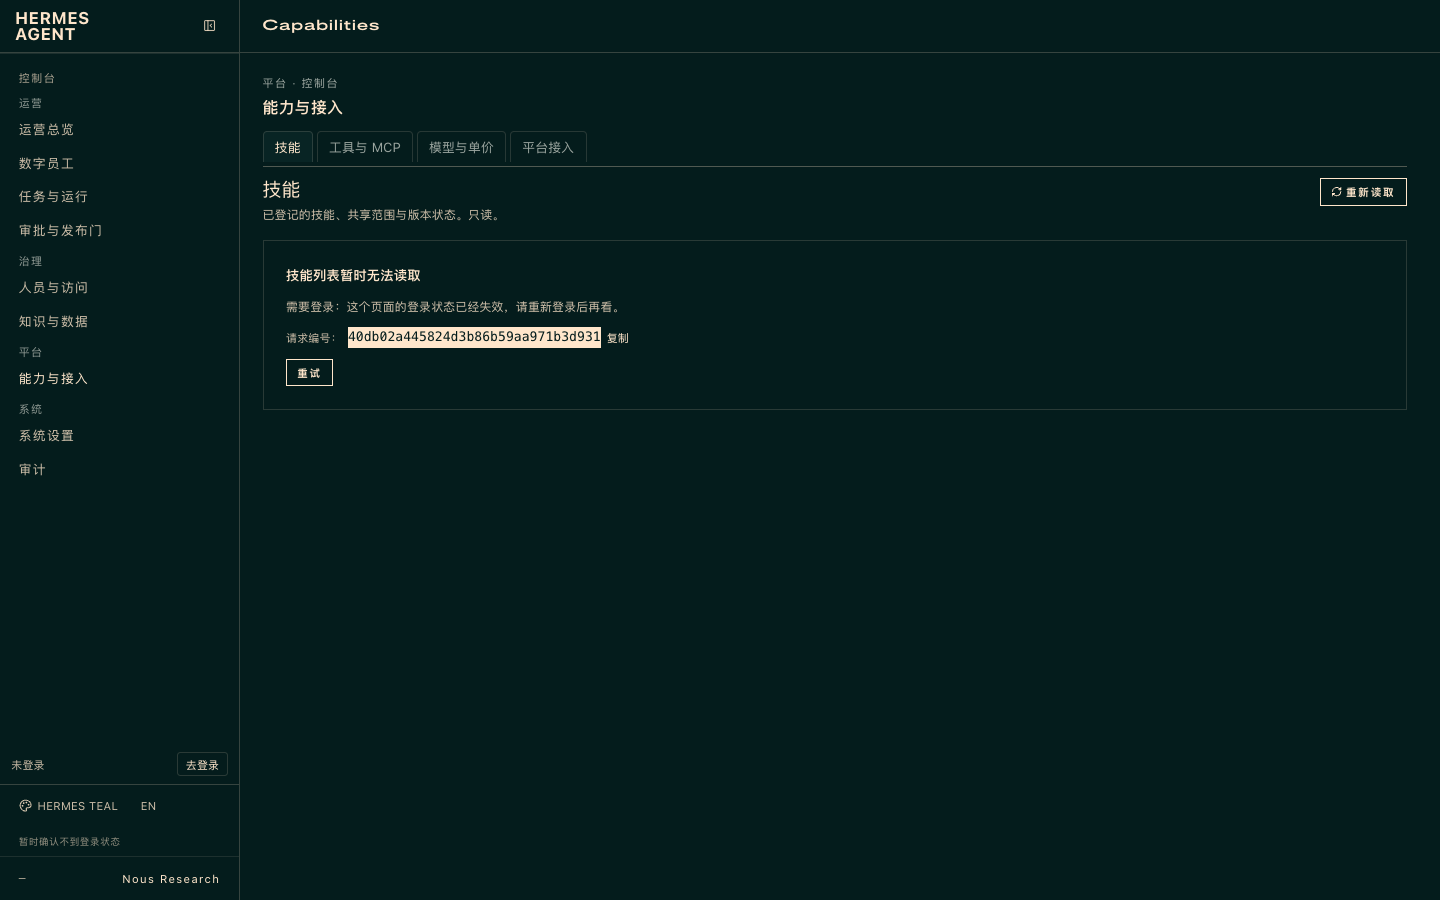 HERMES
AGENT
Capabilities
控制台
运营
运营总览
数字员工
任务与运行
审批与发布门
治理
人员与访问
知识与数据
平台
能力与接入
系统
系统设置
审计
未登录
去登录
HERMES TEAL EN
暂时确认不到登录状态
– Nous Research
平台 · 控制台
能力与接入
技能 工具与 MCP 模型与单价 平台接入
技能
重新读取
已登记的技能、共享范围与版本状态。只读。
技能列表暂时无法读取
需要登录：这个页面的登录状态已经失效，请重新登录后再看。
请求编号： 40db02a445824d3b86b59aa971b3d931 复制
重试